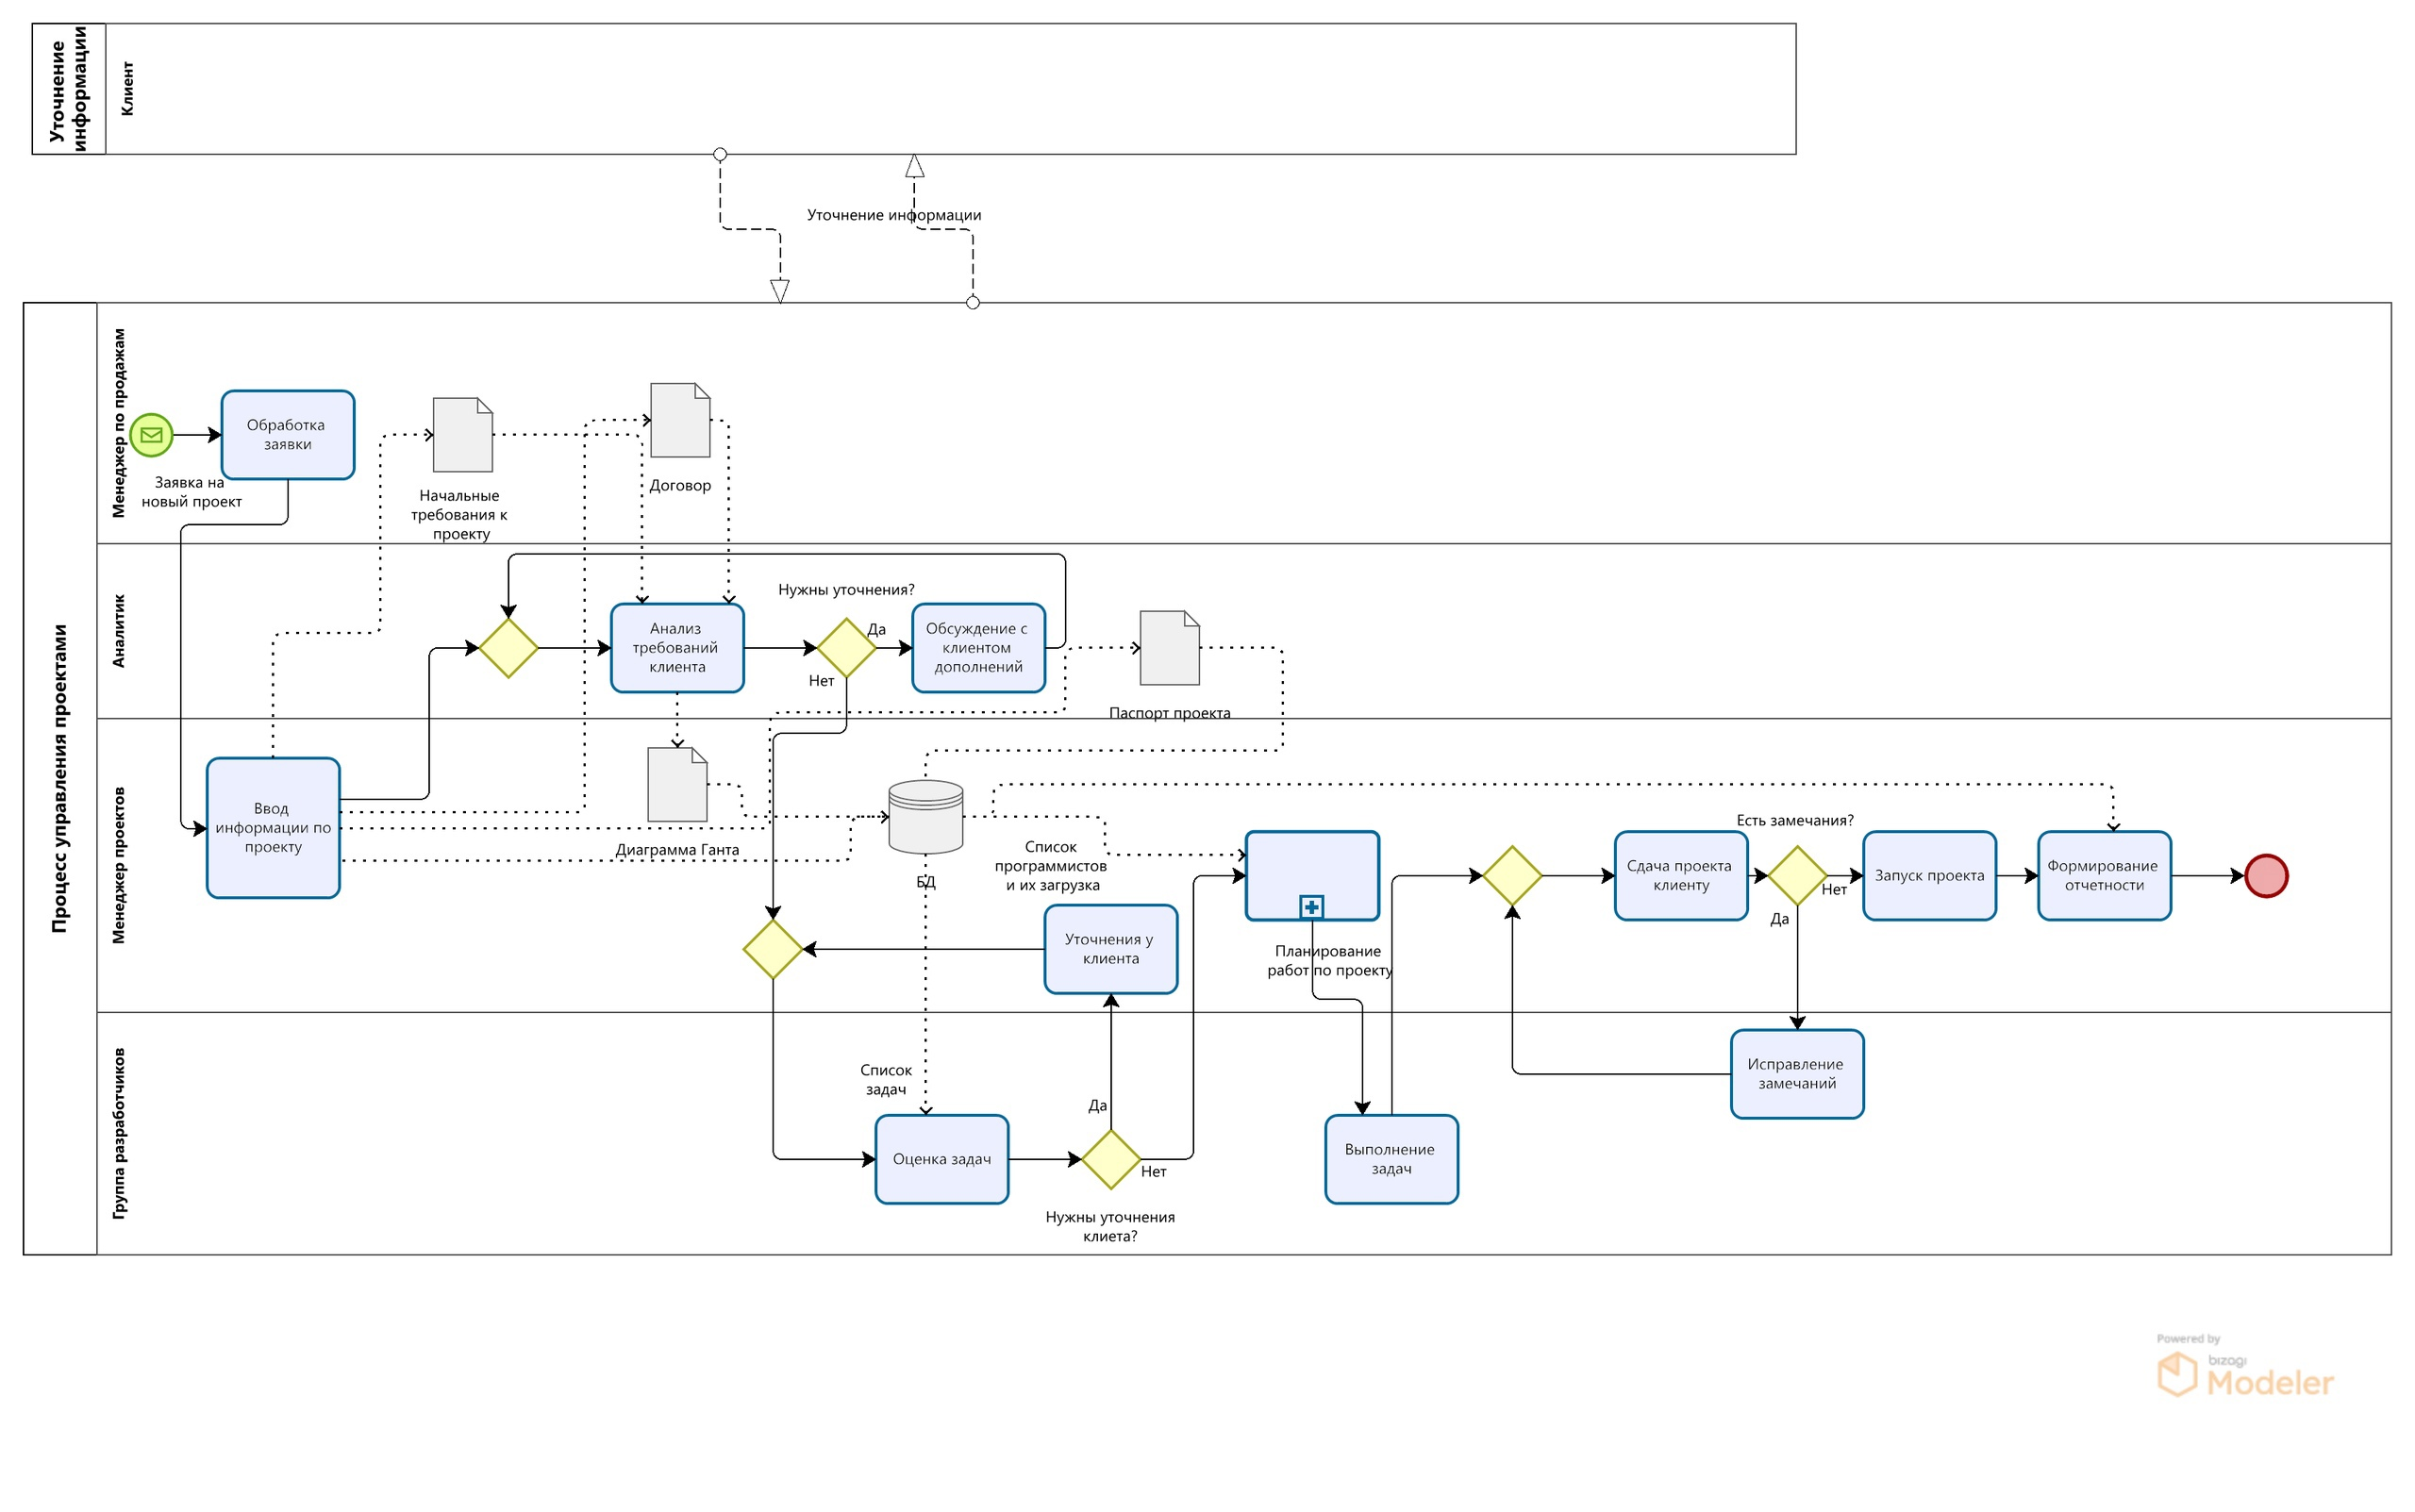 Уточнение
информации
Клиент
Уточнение информации
Процесс управления проектами
Менеджер по продажам
Обработка
заявки
Заявка на
новый проект
Начальные
требования к
проекту
Договор
Аналитик
Нужны уточнения?
Анализ
требований
клиента
Да
Нет
Обсуждение с
клиентом
дополнений
Паспорт проекта
Менеджер проектов
Ввод
информации по
проекту
Диаграмма Ганта
БД
Список
программистов
и их загрузка
Уточнения у
клиента
Планирование
работ по проекту
Есть замечания?
Сдача проекта
клиенту
Нет
Да
Запуск проекта
Формирование
отчетности
Группа разработчиков
Список
задач
Оценка задач
Да
Нет
Нужны уточнения
клиета?
Выполнение
задач
Исправление
замечаний
Powered by
bizagi
Modeler